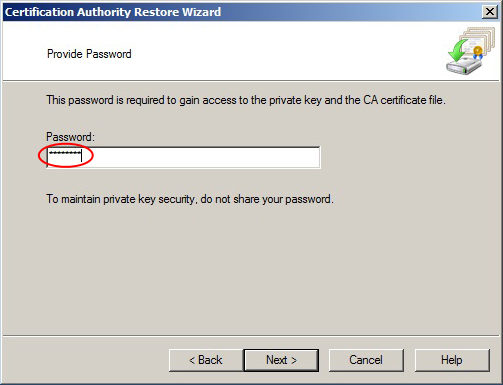 Certification Authority Restore Wizard
Provide Password
This password is required to gain access to the private key and the CA certificate file.
Password:
********
To maintain private key security, do not share your password.
< Back
Next >
Cancel
Help